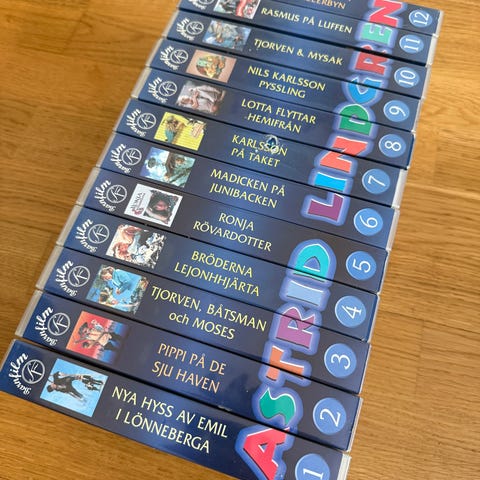 LLERBYN
12
RASMUS PÅ LUFFEN
11
TJORVEN & MYSAK
10
NILS KARLSSON
PYSSLING
9
LOTTA FLYTTAR
HEMIFRÅN
8
KARLSSON
PÅ TAKET
7
MADICKEN PÅ
JUNIBACKEN
6
RONJA
RÖVARDOTTER
5
BRÖDERNA
LEJONHHJÄRTA
4
TJORVEN, BÅTSMAN
och MOSES
3
PIPPI PÅ DE
SJU HAVEN
2
NYA HYSS AV EMIL
I LÖNNEBERGA
1
ASTRID LINDGREN